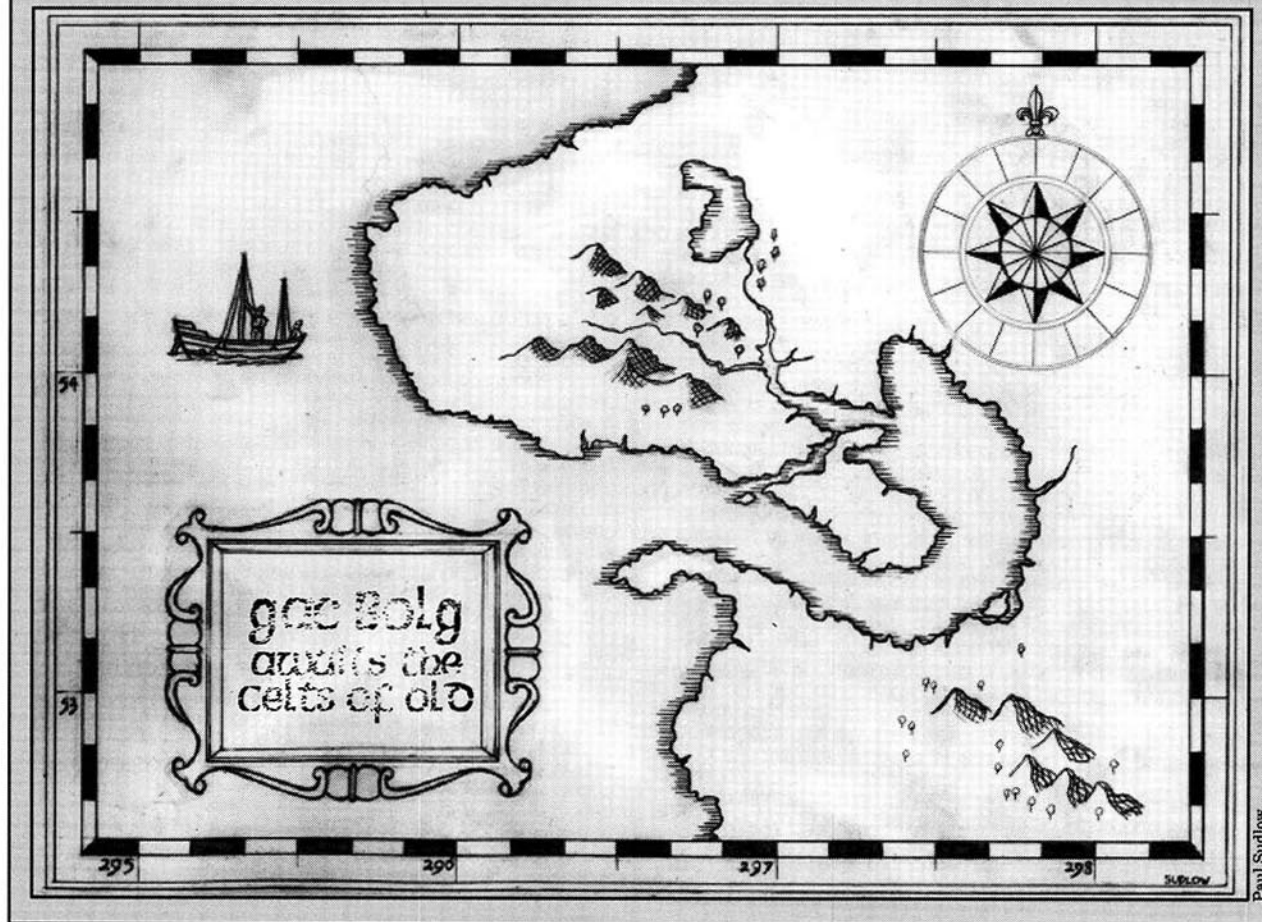 54
gae Bolg
awaits the
celts of old
53
295
296
297
298
SUDLOW
Paul Sudlow